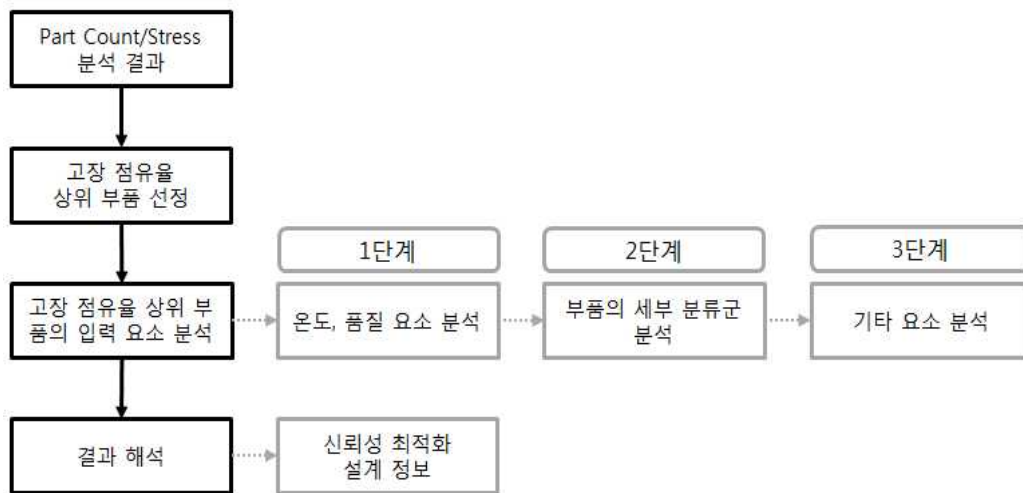 Part Count/Stress
분석 결과
고장 점유율
상위 부품 선정
1단계
2단계
3단계
고장 점유율 상위 부
품의 입력 요소 분석
온도, 품질 요소 분석
부품의 세부 분류군
분석
기타 요소 분석
결과 해석
신뢰성 최적화
설계 정보